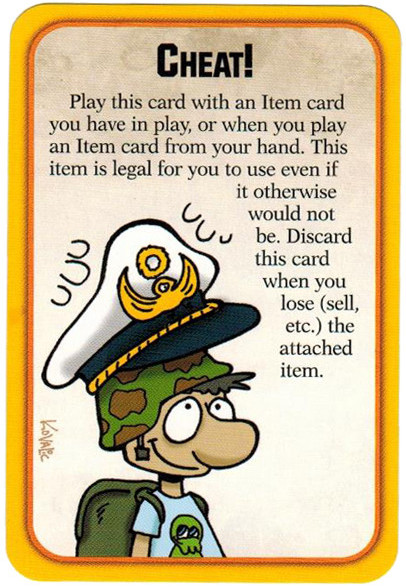 CHEAT!
Play this card with an Item card
you have in play, or when you play
an Item card from your hand. This
item is legal for you to use even if
it otherwise
would not
be. Discard
this card
when you
lose (sell,
etc.) the
attached
item.
KOVALIC